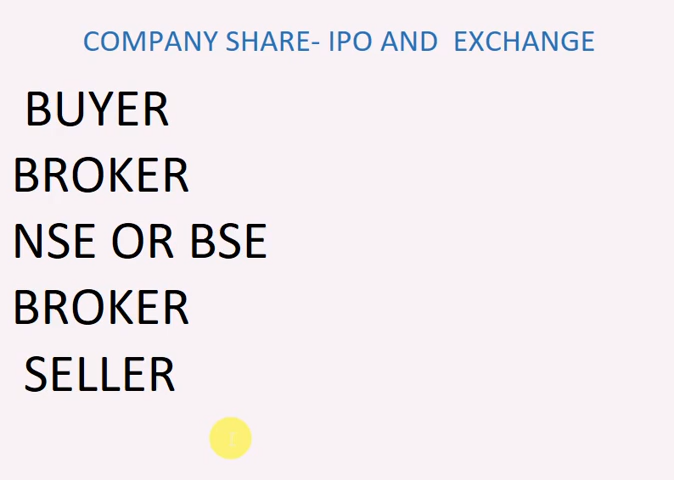 COMPANY SHARE- IPO AND EXCHANGE
BUYER
BROKER
NSE OR BSE
BROKER
SELLER